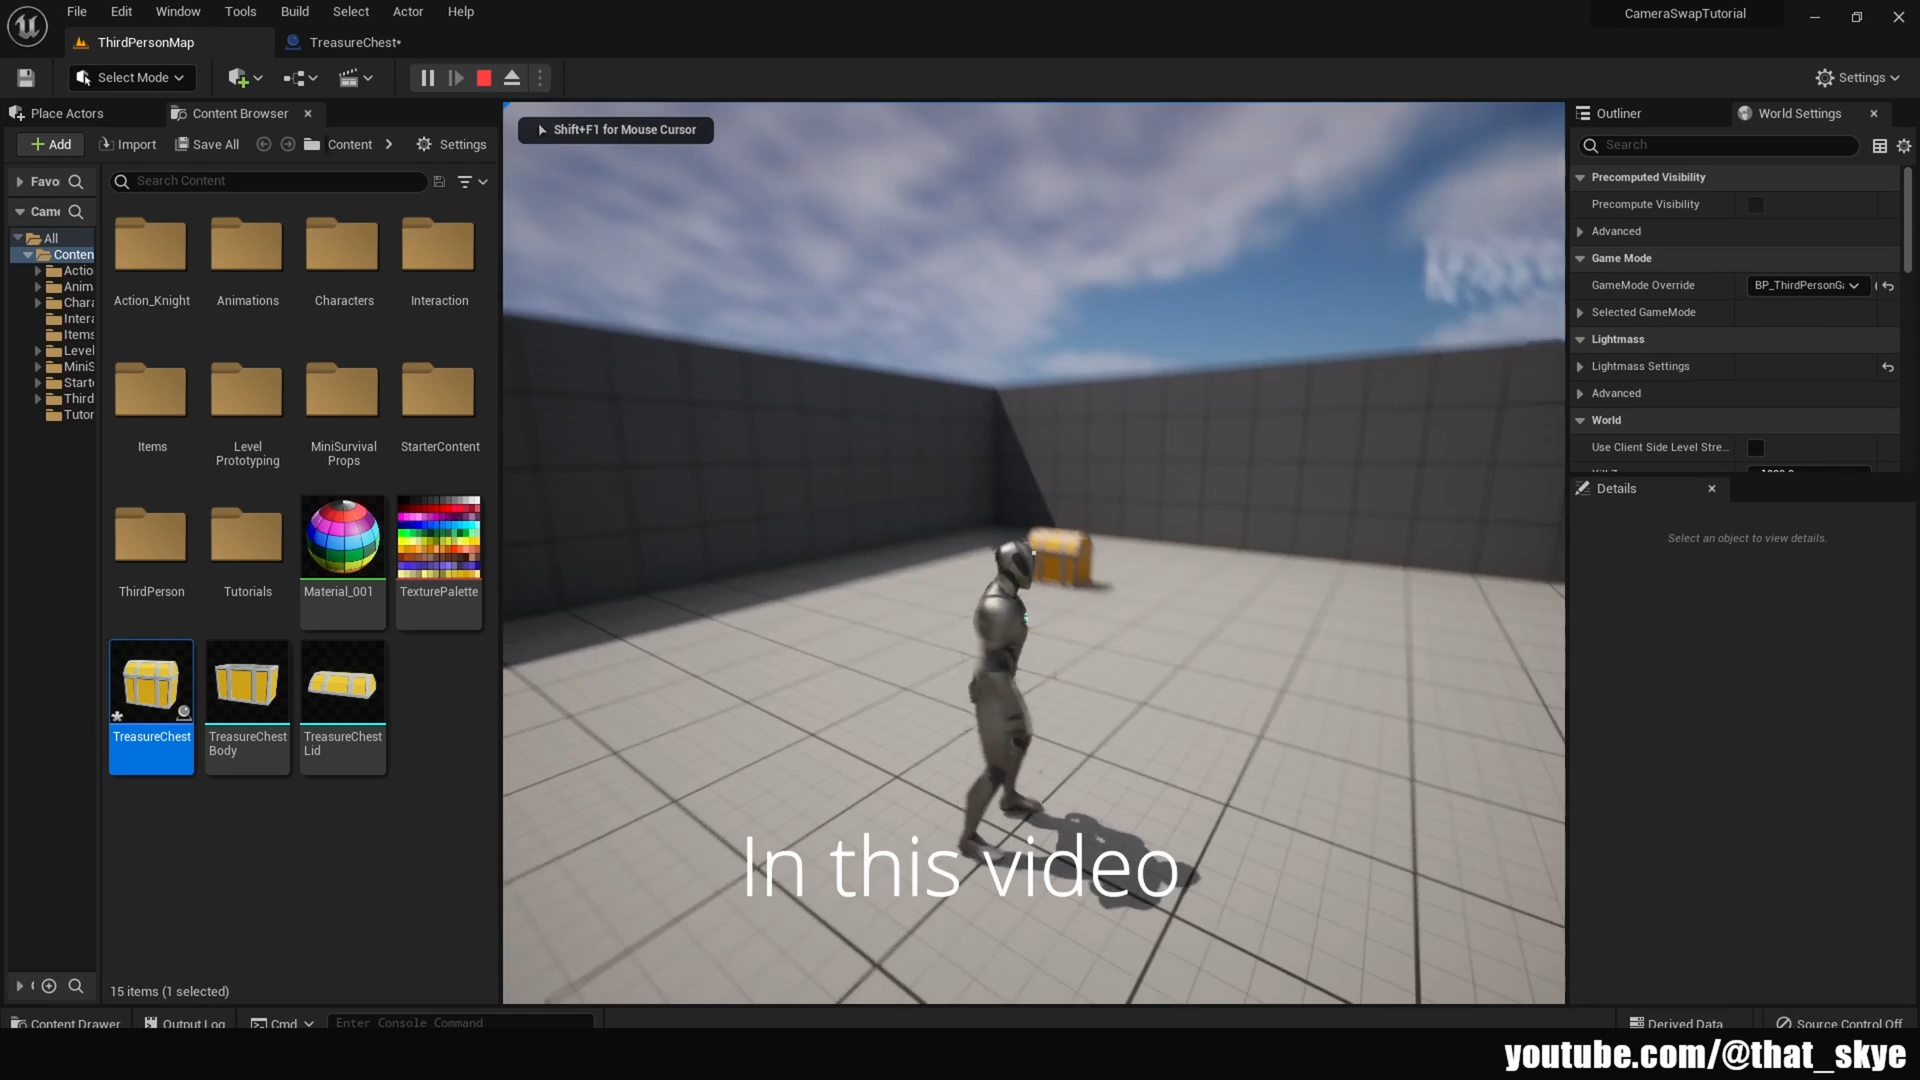 File Edit Window Tools Build Select Actor Help
CameraSwapTutorial
ThirdPersonMap
TreasureChest*
Select Mode
Settings
Place Actors
Content Browser
Add
Import
Save All
Content
Settings
Favo
Search Content
Came
All
Conten
Actio
Anim
Chara
Intera
Items
Level
MiniS
Starte
Third
Tutor
Action_Knight
Animations
Characters
Interaction
Items
Level
Prototyping
MiniSurvival
Props
StarterContent
ThirdPerson
Tutorials
Material_001
TexturePalette
TreasureChest
TreasureChest
Body
TreasureChest
Lid
15 items (1 selected)
Shift+F1 for Mouse Cursor
In this video
Outliner
World Settings
Search
Precomputed Visibility
Precompute Visibility
Advanced
Game Mode
GameMode Override
BP_ThirdPersonGa
Selected GameMode
Lightmass
Lightmass Settings
Advanced
World
Use Client Side Level Stre...
Details
Select an object to view details.
Content Drawer
Output Log
Cmd
Enter Console Command
Derived Data
Source Control Off
youtube.com/@that_skye